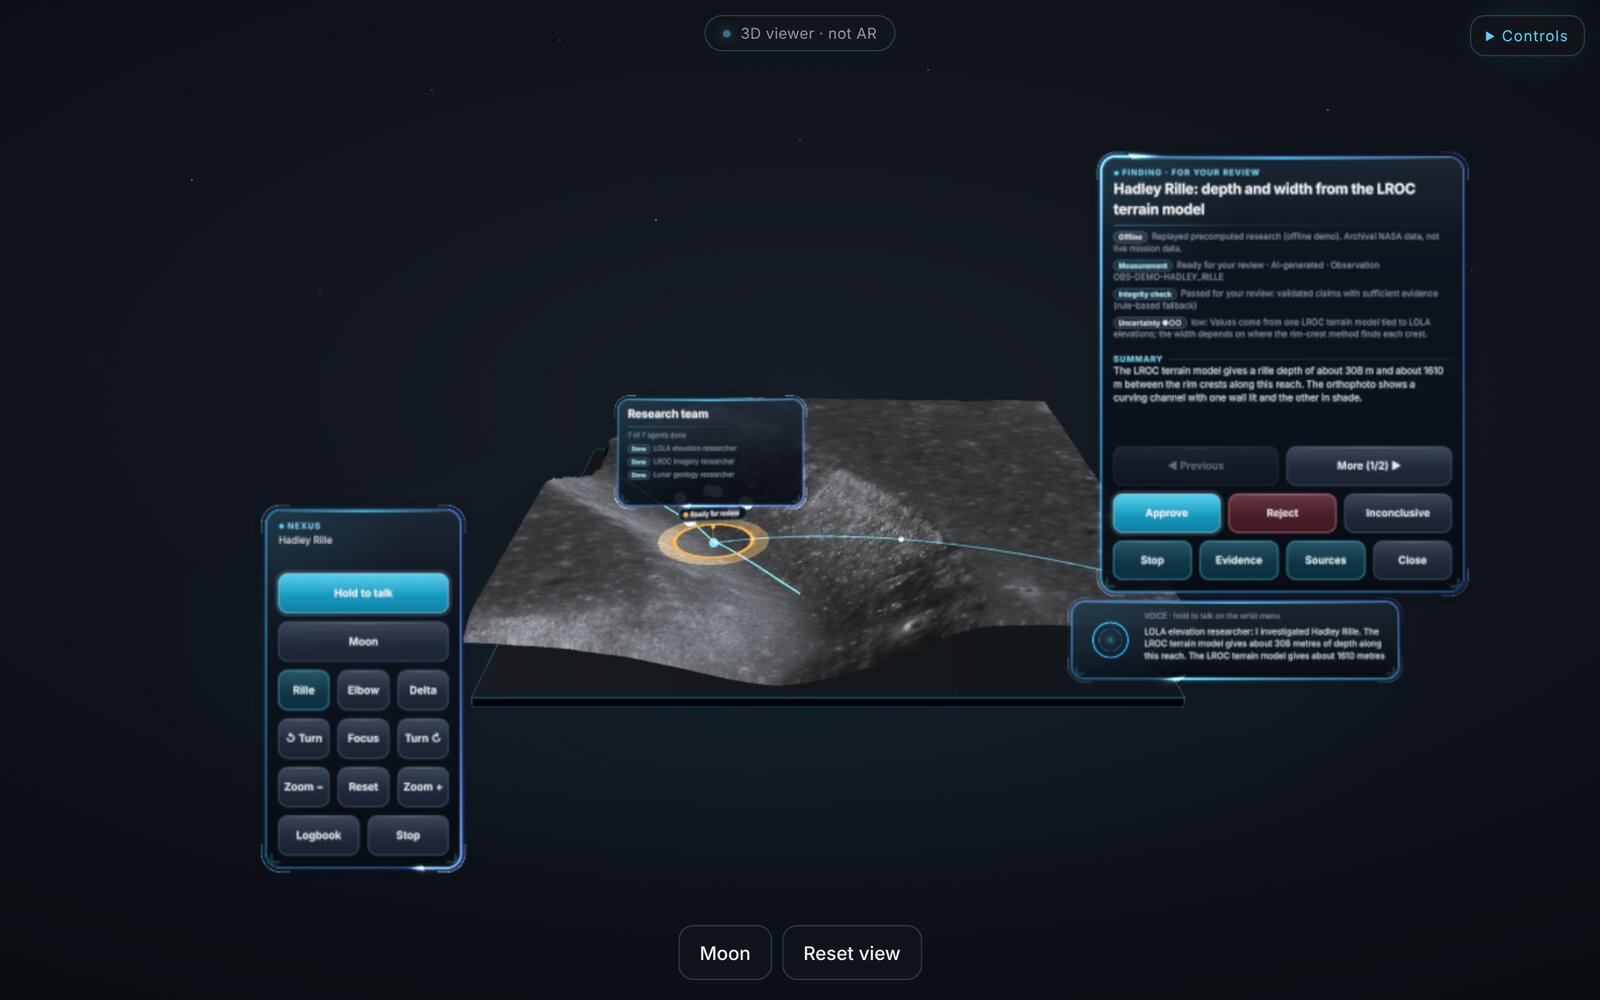 3D viewer · not AR
▶ Controls
FINDING · FOR YOUR REVIEW
Hadley Rille: depth and width from the LROC
terrain model
Offline Replayed precomputed research (offline demo). Archival NASA data, not
live mission data.
Measurement Ready for your review · AI-generated · Observation
OBS-DEMO-HADLEY_RILLE
Integrity check Passed for your review: validated claims with sufficient evidence
(rule-based fallback)
Uncertainty ●○○ low: Values come from one LROC terrain model tied to LOLA
elevations; the width depends on where the rim-crest method finds each crest.
SUMMARY
The LROC terrain model gives a rille depth of about 308 m and about 1610
m between the rim crests along this reach. The orthophoto shows a
curving channel with one wall lit and the other in shade.
◀ Previous
More (1/2) ▶
Approve
Reject
Inconclusive
Stop
Evidence
Sources
Close
Research team
7 of 7 agents done
Done LOLA elevation researcher
Done LROC imagery researcher
Done Lunar geology researcher
Ready for review
NEXUS
Hadley Rille
Hold to talk
Moon
Rille
Elbow
Delta
↺ Turn
Focus
Turn ↻
Zoom −
Reset
Zoom +
Logbook
Stop
VOICE · hold to talk on the wrist menu
LOLA elevation researcher: I investigated Hadley Rille. The
LROC terrain model gives about 308 metres of depth along
this reach. The LROC terrain model gives about 1610 metres
Moon
Reset view